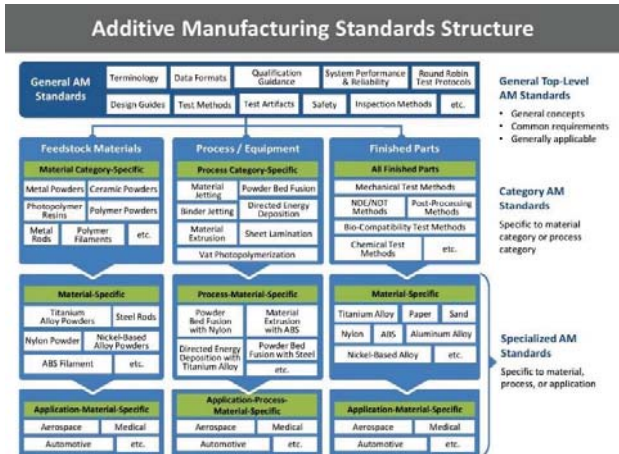 Additive Manufacturing Standards Structure
General AM
Standards
Terminology
Data Formats
Qualification
Guidance
System Performance
& Reliability
Round Robin
Test Protocols
Design Guides
Test Methods
Test Artifacts
Safety
Inspection Methods
etc.
General Top-Level
AM Standards
• General concepts
• Common requirements
• Generally applicable
Feedstock Materials
Material Category-Specific
Metal Powders
Ceramic Powders
Photopolymer
Resins
Polymer Powders
Metal
Rods
Polymer
Filaments
etc.
Process / Equipment
Process Category-Specific
Material
Jetting
Powder Bed Fusion
Binder Jetting
Directed Energy
Deposition
Material
Extrusion
Sheet Lamination
Vat Photopolymerization
Finished Parts
All Finished Parts
Mechanical Test Methods
NDE/NDT
Methods
Post-Processing
Methods
Bio-Compatibility Test Methods
Chemical Test
Methods
etc.
Category AM
Standards
Specific to material
category or process
category
Material-Specific
Titanium
Alloy Powders
Steel Rods
Nylon Powder
Nickel-Based
Alloy Powders
ABS Filament
etc.
Process-Material-Specific
Powder
Bed Fusion
with Nylon
Material
Extrusion
with ABS
Directed Energy
Deposition with
Titanium Alloy
Powder Bed
Fusion with Steel
etc.
Material-Specific
Titanium Alloy
Paper
Sand
Nylon
ABS
Aluminum Alloy
Nickel-Based Alloy
etc.
Specialized AM
Standards
Specific to material,
process, or application
Application-Material-Specific
Aerospace
Medical
Automotive
etc.
Application-Process-
Material-Specific
Aerospace
Medical
Automotive
etc.
Application-Material-Specific
Aerospace
Medical
Automotive
etc.